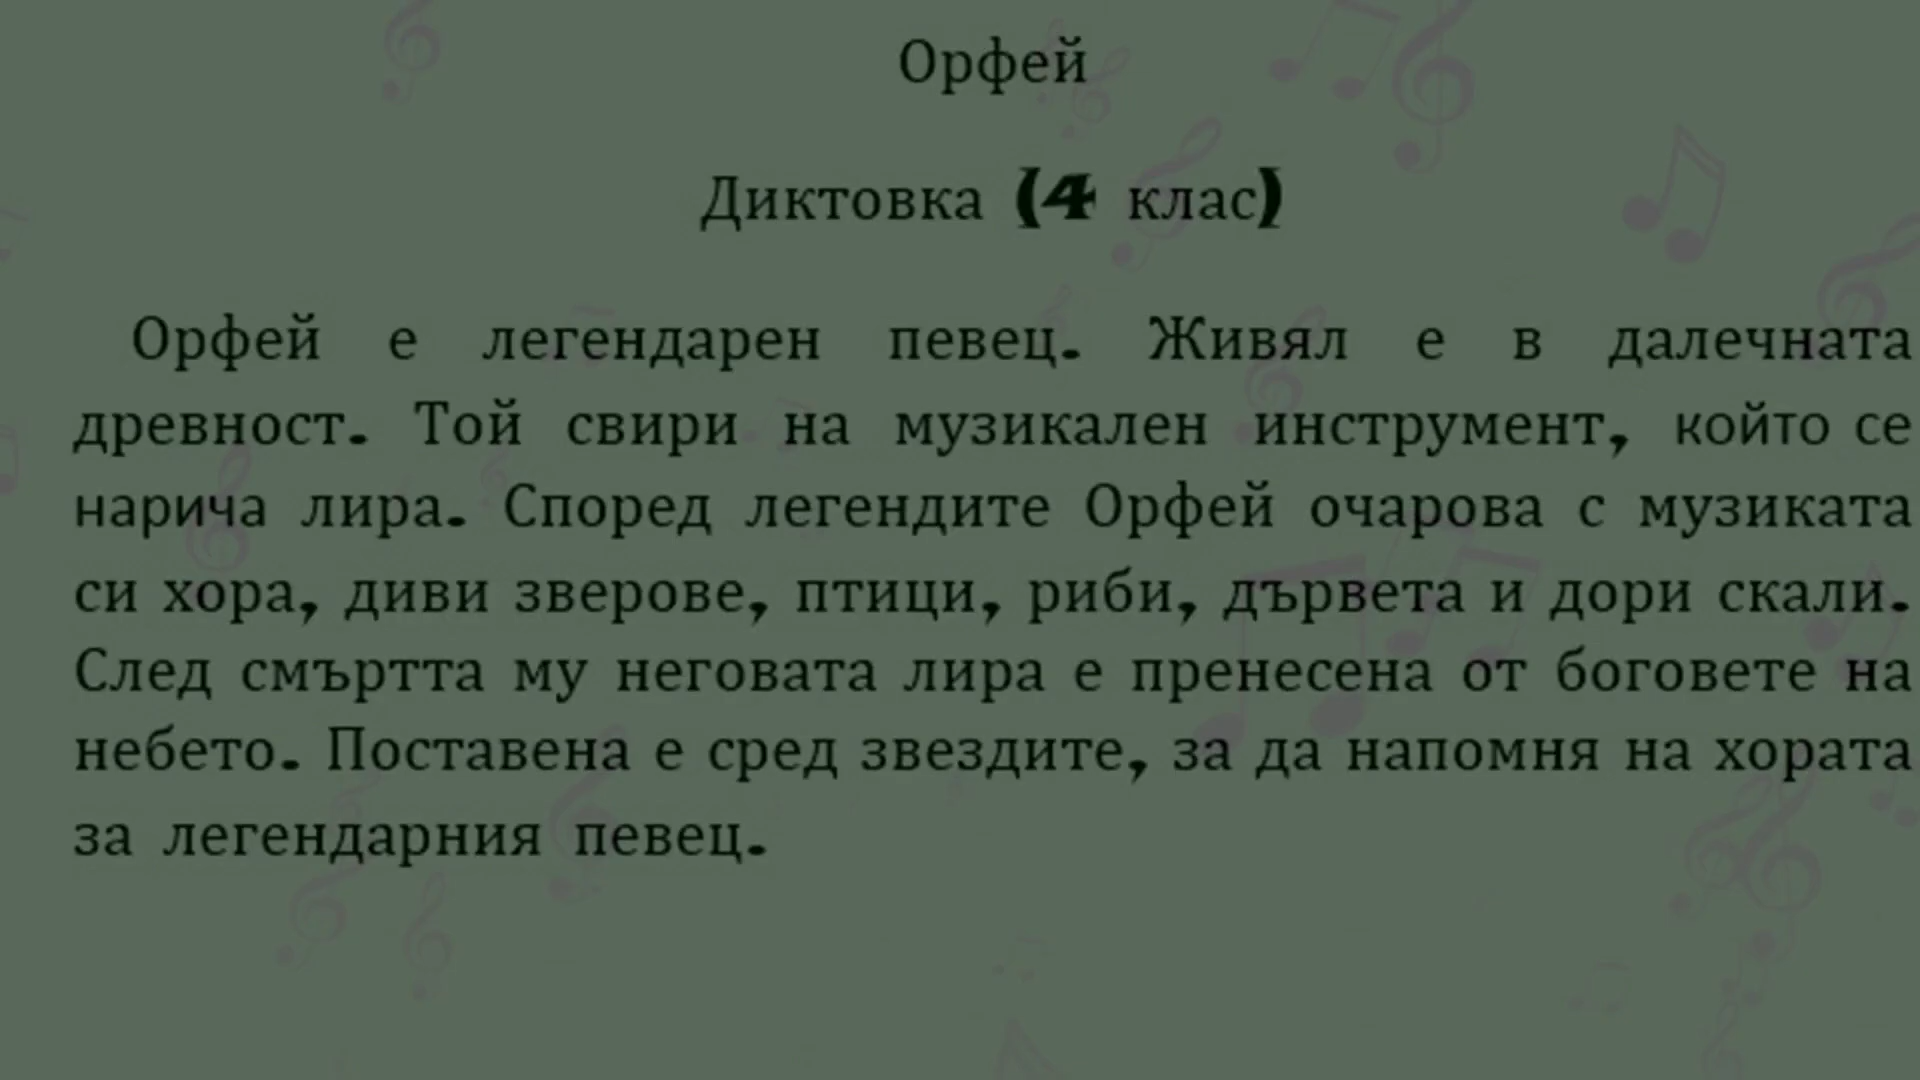 Орфей
Диктовка (4 клас)
Орфей е легендарен певец. Живял е в далечната
древност. Той свири на музикален инструмент, който се
нарича лира. Според легендите Орфей очарова с музиката
си хора, диви зверове, птици, риби, дървета и дори скали.
След смъртта му неговата лира е пренесена от боговете на
небето. Поставена е сред звездите, за да напомня на хората
за легендарния певец.